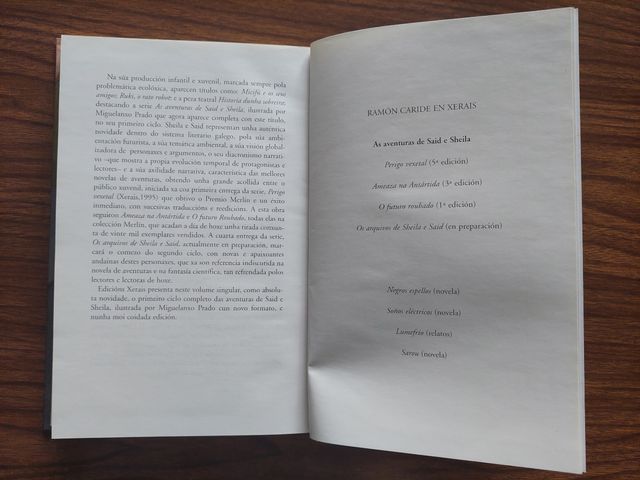 Na súa produción infantil e xuvenil, marcada sempre pola
problemática ecolóxica, aparecen títulos como: Micifú e os seus
amigos; Ruki, o rato robot; e a peza teatral Historia dunha sobreira;
destacando a serie As aventuras de Said e Sheila, ilustrada por
Miguelanxo Prado que agora aparece completa con este título,
no seu primeiro ciclo. Sheila e Said representan unha auténtica
novidade dentro do sistema literario galego, pola súa am-
bientación futurista, a súa temática ambiental, a súa visión global-
izadora de personaxes e argumentos, o seu diacronismo narrati-
vo –que mostra a propia evolución temporal de protagonistas e
lectores– e a súa axilidade narrativa, característica das mellores
novelas de aventuras, obtendo unha grande acollida entre o
público xuvenil, iniciada xa coa primeira entrega da serie, Perigo
vexetal (Xerais,1995) que obtivo o Premio Merlín e un éxito
inmediato, con sucesivas traducións e reedicións. A esta obra
seguiron Ameaza na Antártida e O futuro Roubado, todas elas na
colección Merlín, que acadan a día de hoxe unha tirada conxun-
ta de vinte mil exemplares vendidos. A cuarta entrega da serie,
Os arquivos de Sheila e Said, actualmente en preparación, mar-
cará o comezo do segundo ciclo, con novas e apaixonantes
andainas destes personaxes, que xa son referencia indiscutida na
novela de aventuras e na fantasía científica, tan refrendada polos
lectores e lectoras de hoxe.
Edicións Xerais presenta neste volume singular, como absolu-
ta novidade, o primeiro ciclo completo das aventuras de Said e
Sheila, ilustrada por Miguelanxo Prado cun novo formato, e
nunha moi coidada edición.
RAMÓN CARIDE EN XERAIS
As aventuras de Said e Sheila
Perigo vexetal (5ª edición)
Ameaza na Antártida (3ª edición)
O futuro roubado (1ª edición)
Os arquivos de Sheila e Said (en preparación)
Negros espellos (novela)
Soños eléctricos (novela)
Lumefrío (relatos)
Sarou (novela)